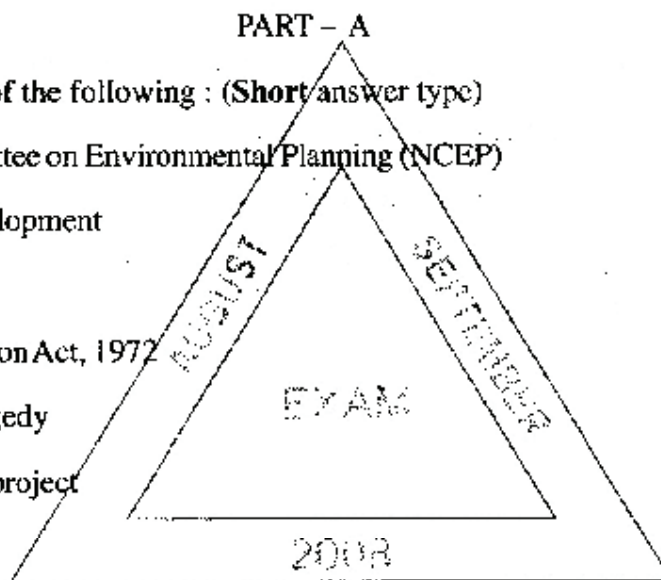 PART – A
of the following : (Short answer type)
ttee on Environmental Planning (NCEP)
lopment
on Act, 1972
gedy
project
AUGUST
SEPTEMBER
EXAM
2008